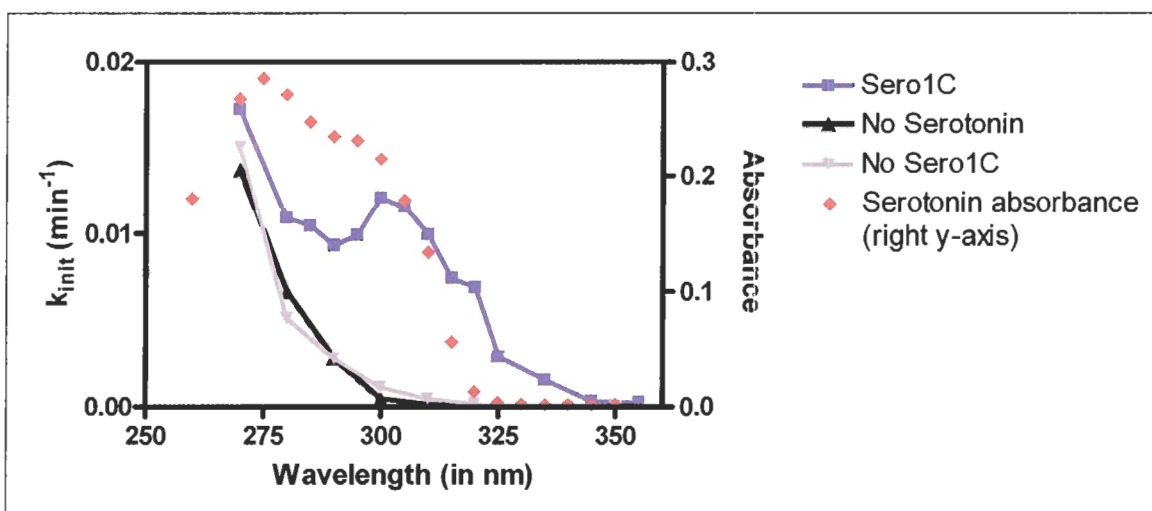 0.02
0.01
0.00
k_init (min⁻¹)
250
275
300
325
350
Wavelength (in nm)
0.3
0.2
0.1
0.0
Absorbance
Sero1C
No Serotonin
No Sero1C
Serotonin absorbance
(right y-axis)